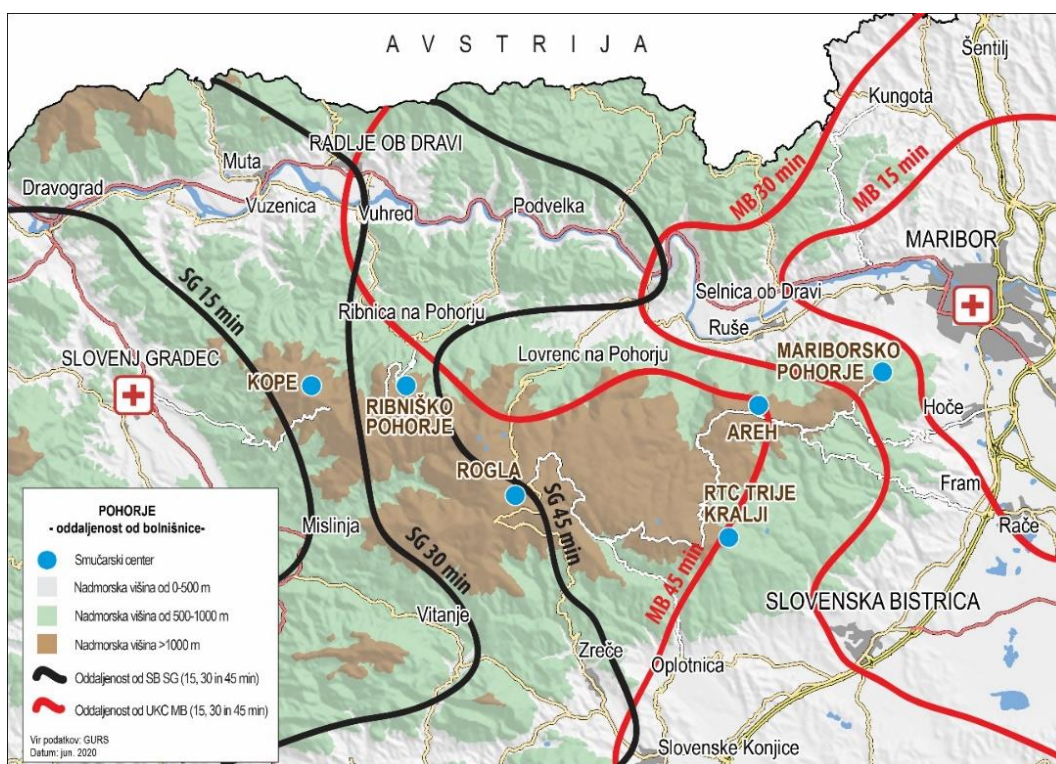 AVSTRIJA
Šentilj
Kungota
RADLJE OB DRAVI
MB 30 min
MB 15 min
Muta
Dravograd
Vuzenica
Vuhred
Podvelka
MARIBOR
SG 15 min
Selnica ob Dravi
Ribnica na Pohorju
Ruše
SLOVENJ GRADEC
Lovrenc na Pohorju
MARIBORSKO
POHORJE
KOPE
RIBNIŠKO
POHORJE
AREH
Hoče
ROGLA
SG 45 min
RTC TRIJE
KRALJI
Fram
Rače
Mislinja
SG 30 min
MB 45 min
Vitanje
SLOVENSKA BISTRICA
Zreče
Oplotnica
Slovenske Konjice
POHORJE
- oddaljenost od bolnišnice-
Smučarski center
Nadmorska višina od 0-500 m
Nadmorska višina od 500-1000 m
Nadmorska višina >1000 m
Oddaljenost od SB SG (15, 30 in 45 min)
Oddaljenost od UKC MB (15, 30 in 45 min)
Vir podatkov: GURS
Datum: jun. 2020